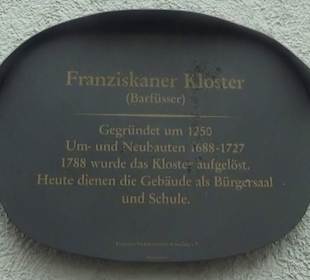 Franziskaner Kloster
(Barfüsser)
Gegründet um 1250
Um- und Neubauten 1688-1727
1788 wurde das Kloster aufgelöst.
Heute dienen die Gebäude als Bürgersaal
und Schule.